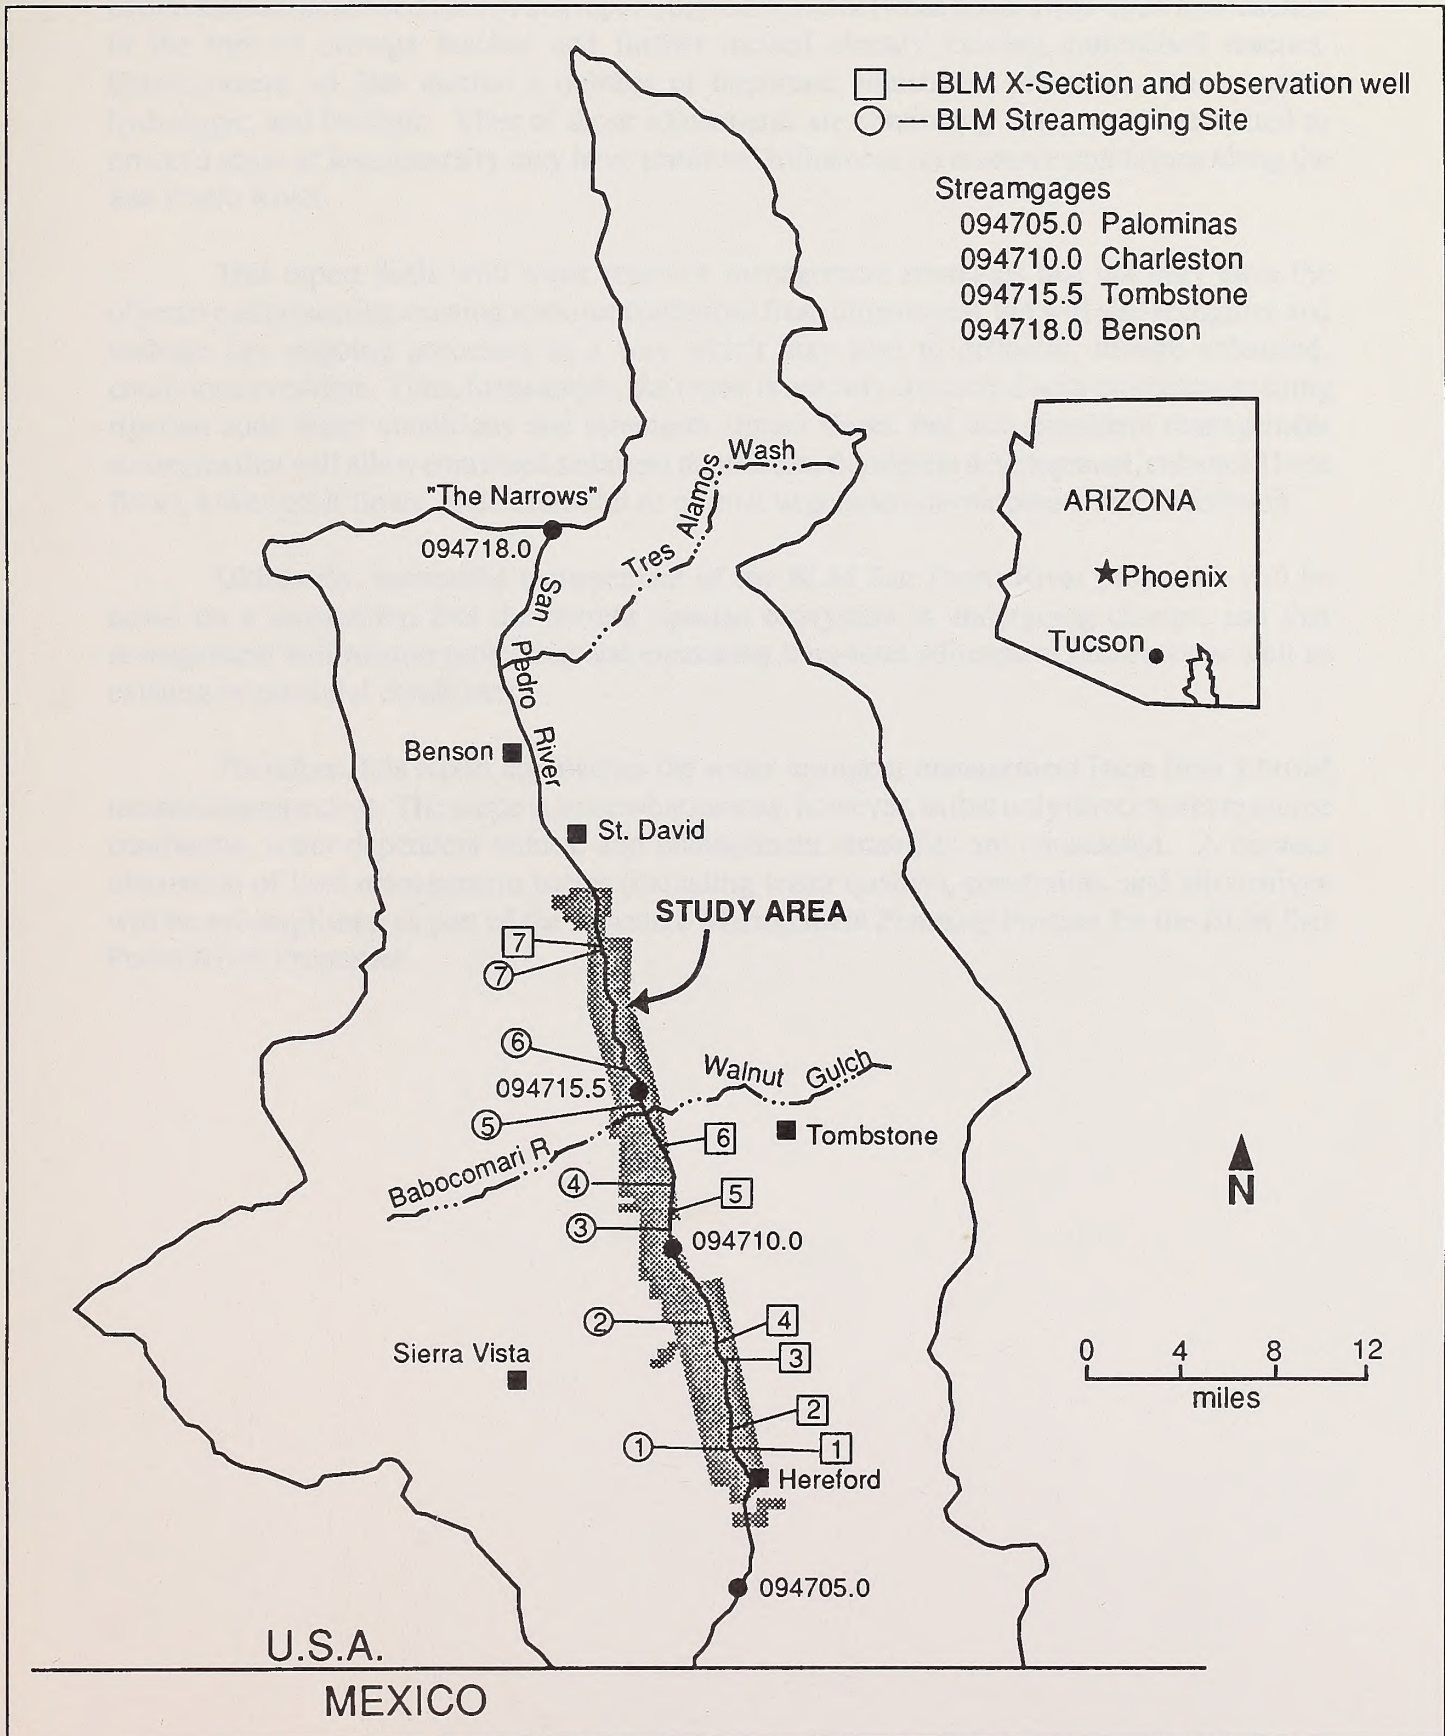 □ — BLM X-Section and observation well
○ — BLM Streamgaging Site
Streamgages
094705.0 Palominas
094710.0 Charleston
094715.5 Tombstone
094718.0 Benson
Tres Alamos Wash
"The Narrows"
094718.0
ARIZONA
Phoenix
Tucson
San Pedro River
Benson
St. David
STUDY AREA
7
7
6
094715.5
Walnut Gulch
5
6
Tombstone
Babocomari R.
4
5
3
094710.0
N
2
4
3
Sierra Vista
0 4 8 12
miles
2
1
1
Hereford
094705.0
U.S.A.
MEXICO